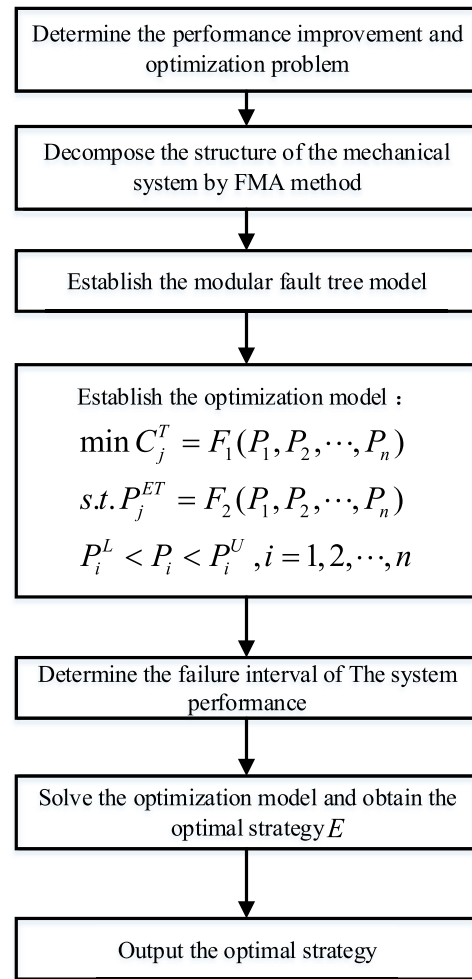 Determine the performance improvement and
optimization problem
Decompose the structure of the mechanical
system by FMA method
Establish the modular fault tree model
Establish the optimization model：
min C_j^T = F_1(P_1, P_2, ⋯, P_n)
s.t. P_j^{ET} = F_2(P_1, P_2, ⋯, P_n)
P_i^L < P_i < P_i^U , i = 1, 2, ⋯, n
Determine the failure interval of The system
performance
Solve the optimization model and obtain the
optimal strategy E
Output the optimal strategy